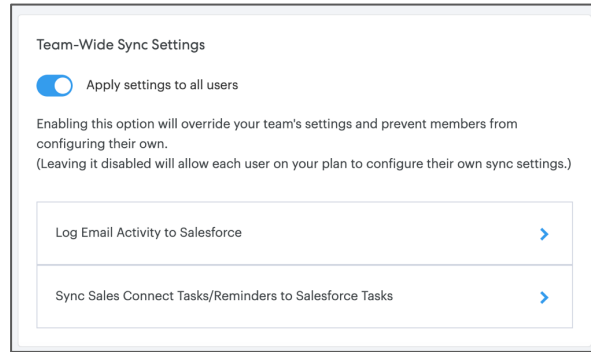 Team-Wide Sync Settings
Apply settings to all users
Enabling this option will override your team's settings and prevent members from
configuring their own.
(Leaving it disabled will allow each user on your plan to configure their own sync settings.)
Log Email Activity to Salesforce
Sync Sales Connect Tasks/Reminders to Salesforce Tasks